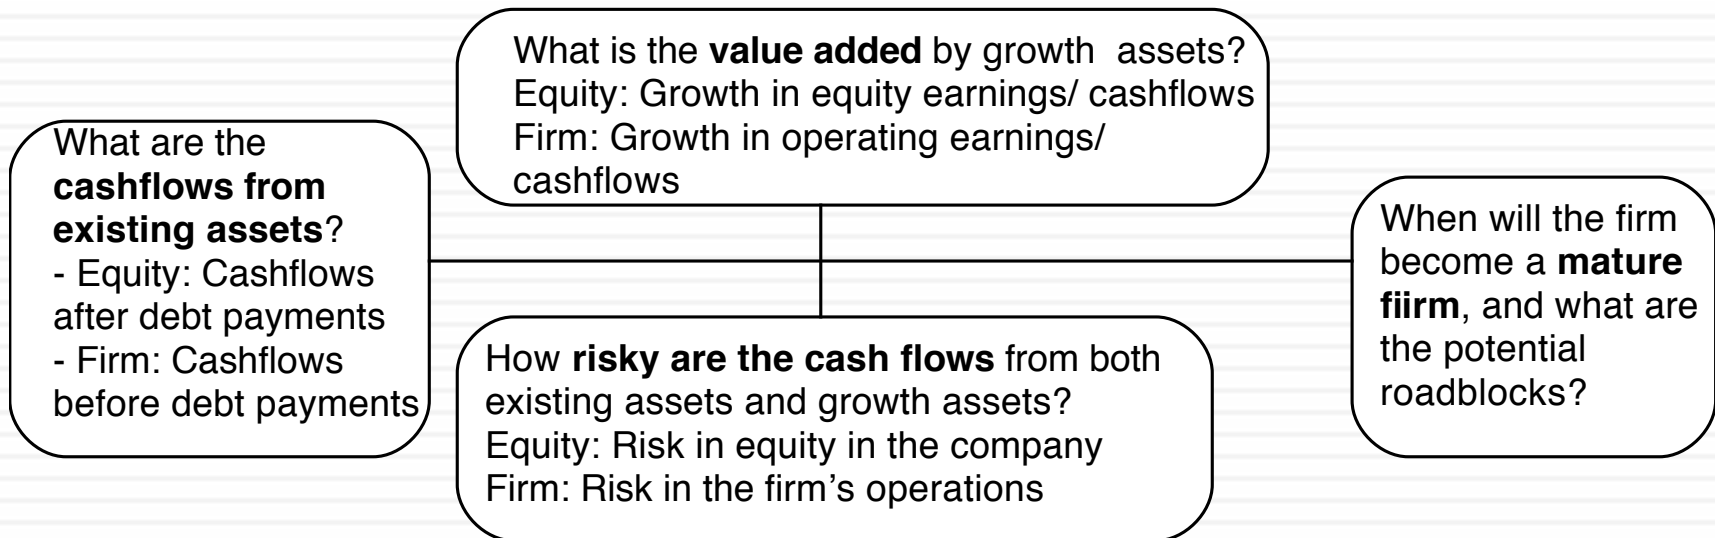 What is the value added by growth  assets?
Equity: Growth in equity earnings/ cashflows
Firm: Growth in operating earnings/
cashflows
What are the
cashflows from
existing assets?
- Equity: Cashflows
after debt payments
- Firm: Cashflows
before debt payments
How risky are the cash flows from both
existing assets and growth assets?
Equity: Risk in equity in the company
Firm: Risk in the firm’s operations
When will the firm
become a mature
fiirm, and what are
the potential
roadblocks?